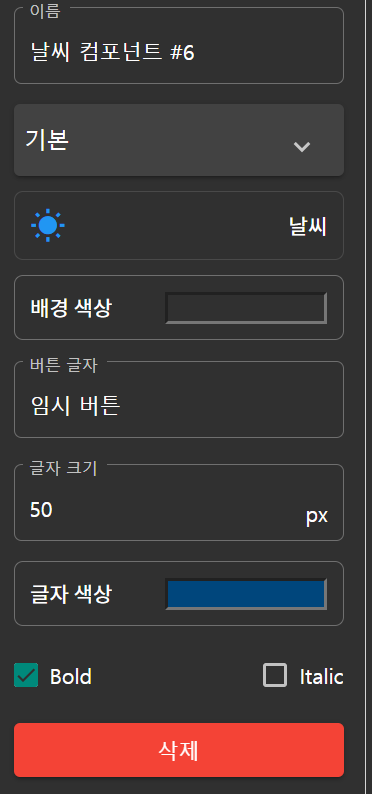 이름
날씨 컴포넌트 #6
기본
날씨
배경 색상
버튼 글자
임시 버튼
글자 크기
50 px
글자 색상
Bold Italic
삭제